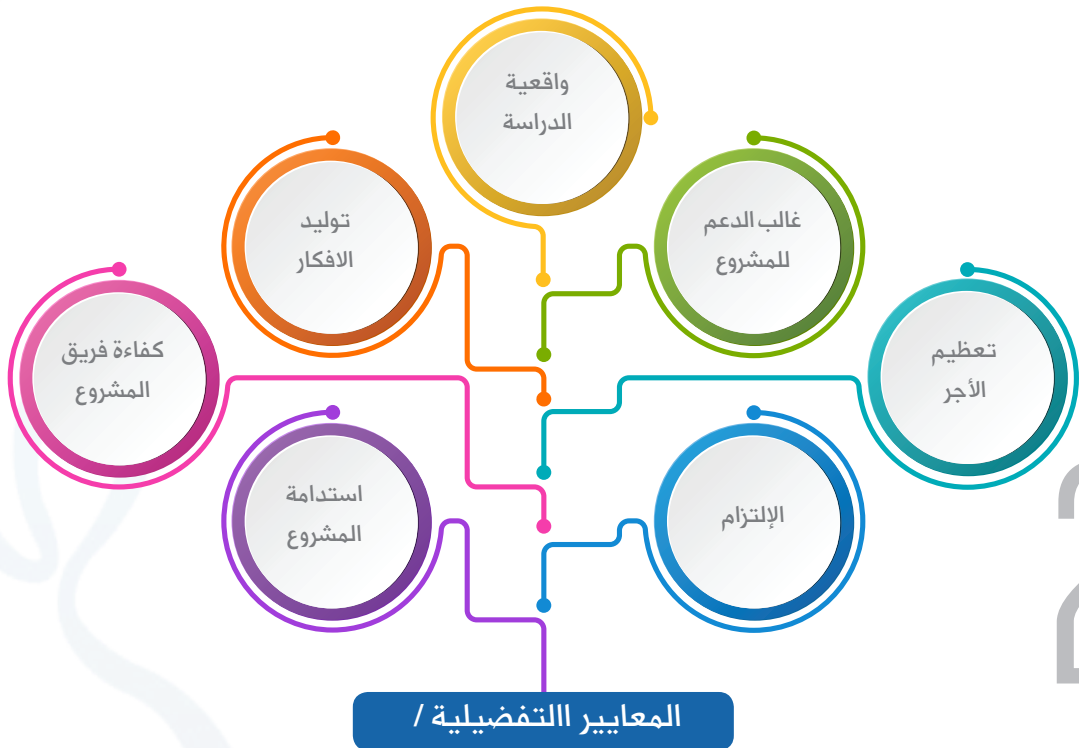 واقعية
الدراسة
غالب الدعم
للمشروع
توليد
الافكار
تعظيم
الأجر
كفاءة فريق
المشروع
الإلتزام
استدامة
المشروع
المعايير االتفضيلية /